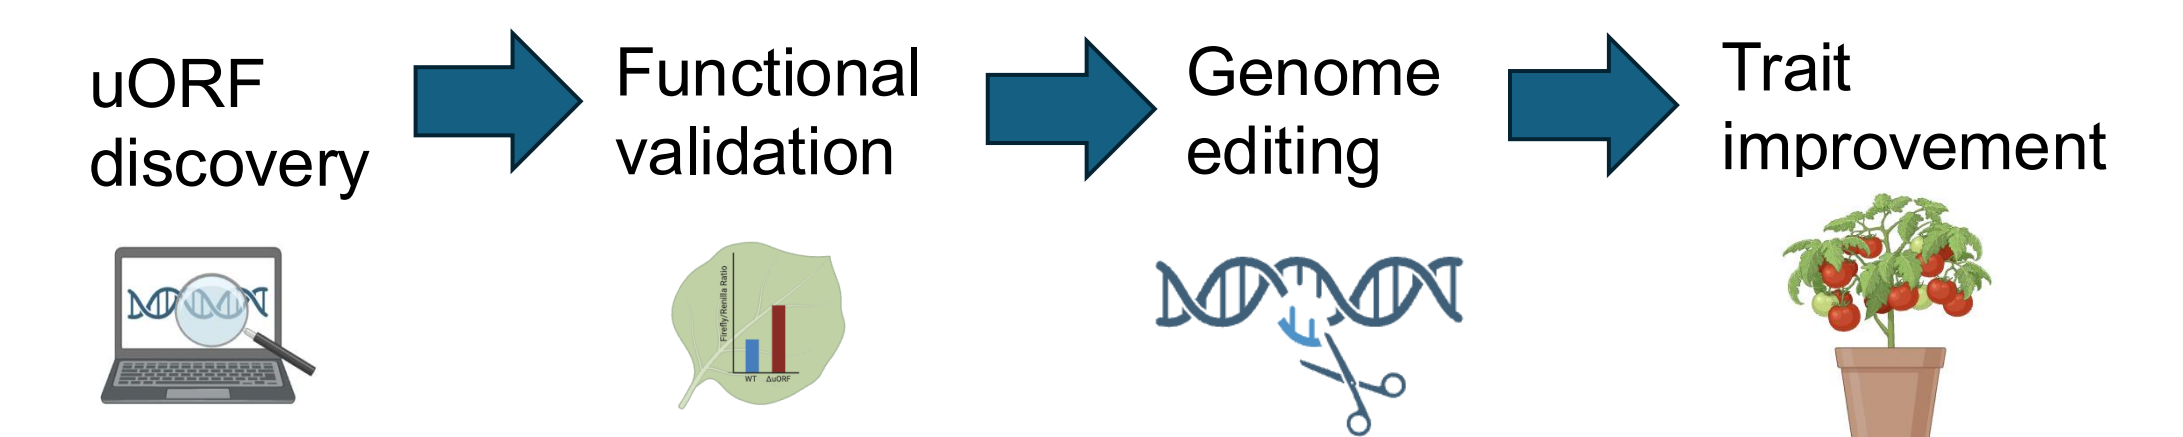 uORF
discovery
Functional
validation
Genome
editing
Trait
improvement
Firefly/Renilla Ratio
WT
ΔuORF